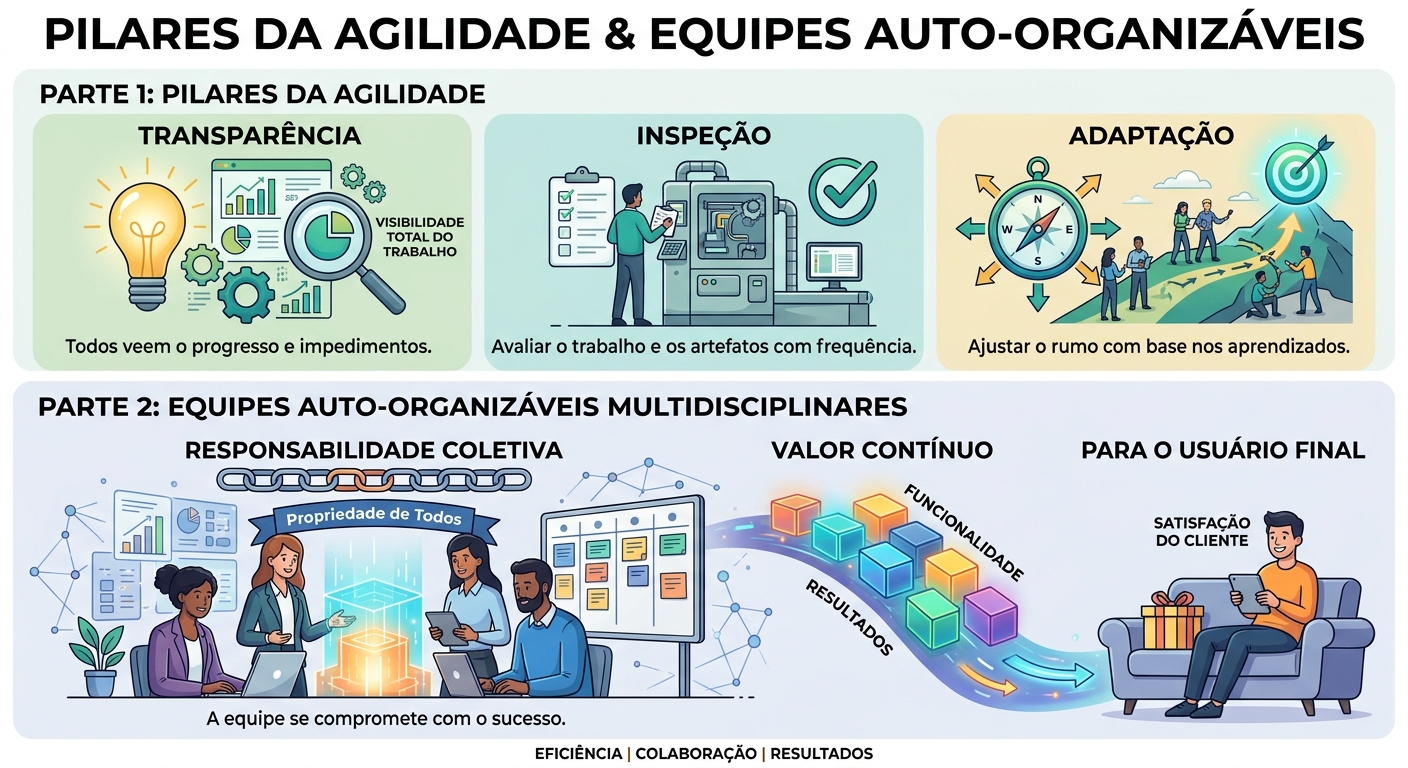 PILARES DA AGILIDADE & EQUIPES AUTO-ORGANIZÁVEIS
PARTE 1: PILARES DA AGILIDADE
TRANSPARÊNCIA
VISIBILIDADE
TOTAL DO
TRABALHO
Todos veem o progresso e impedimentos.
INSPEÇÃO
Avaliar o trabalho e os artefatos com frequência.
ADAPTAÇÃO
N
W
E
S
Ajustar o rumo com base nos aprendizados.
PARTE 2: EQUIPES AUTO-ORGANIZÁVEIS MULTIDISCIPLINARES
RESPONSABILIDADE COLETIVA
Propriedade de Todos
A equipe se compromete com o sucesso.
VALOR CONTÍNUO
FUNCIONALIDADE
RESULTADOS
PARA O USUÁRIO FINAL
SATISFAÇÃO
DO CLIENTE
EFICIÊNCIA | COLABORAÇÃO | RESULTADOS